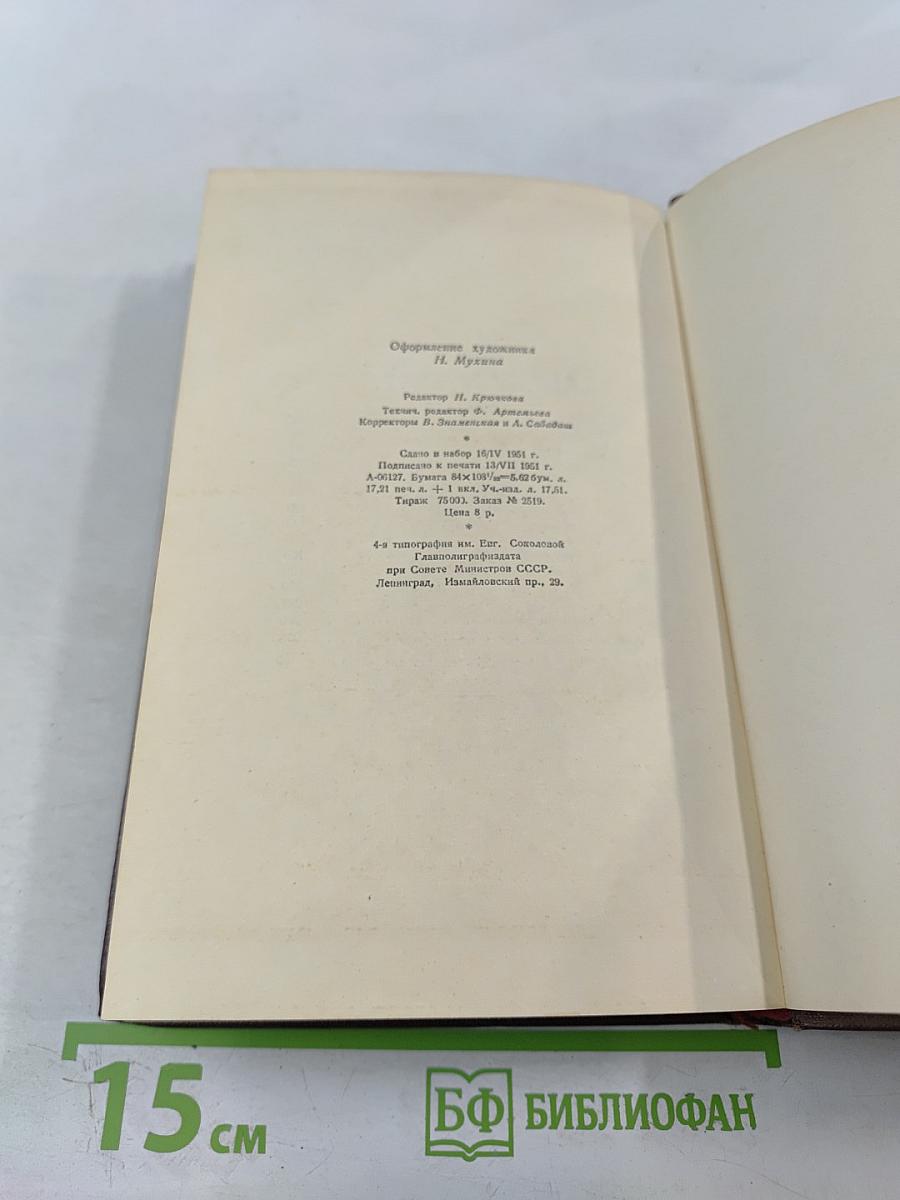 Оформление художника
Н. Мухина
Редактор Н. Крючкова
Технич. редактор Ф. Артемьева
Корректоры В. Знаменская и А. Сабадаш
*
Сдано в набор 16/IV 1951 г.
Подписано к печати 13/VII 1951 г.
А-06127. Бумага 84×108¹/₃₂=5,62 бум. л.
17,21 печ. л. + 1 вкл. Уч.-изд. л. 17,51.
Тираж 75000. Заказ № 2519.
Цена 8 р.
*
4-я типография им. Евг. Соколовой
Главполиграфиздата
при Совете Министров СССР.
Ленинград, Измайловский пр., 29.
15 см
БФ БИБЛИОФАН